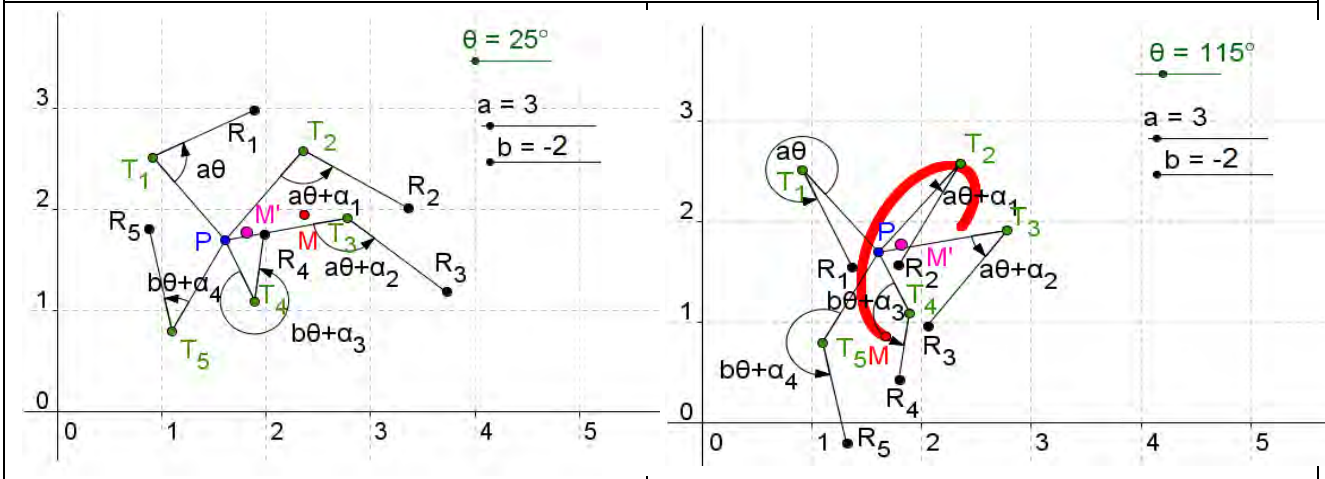 θ = 25°
a = 3
b = -2
3
2
1
0
0 1 2 3 4 5
R1
T1
aθ
T2
aθ+α1
R2
R5
P
M'
M
T3
R4
aθ+α2
R3
bθ+α4
T4
bθ+α3
T5
θ = 115°
a = 3
b = -2
3
2
1
0
0 1 2 3 4 5
aθ
T1
T2
aθ+α1
T3
P
M'
R1
R2
aθ+α2
bθ+α3
T4
T5
M
R3
bθ+α4
R4
R5